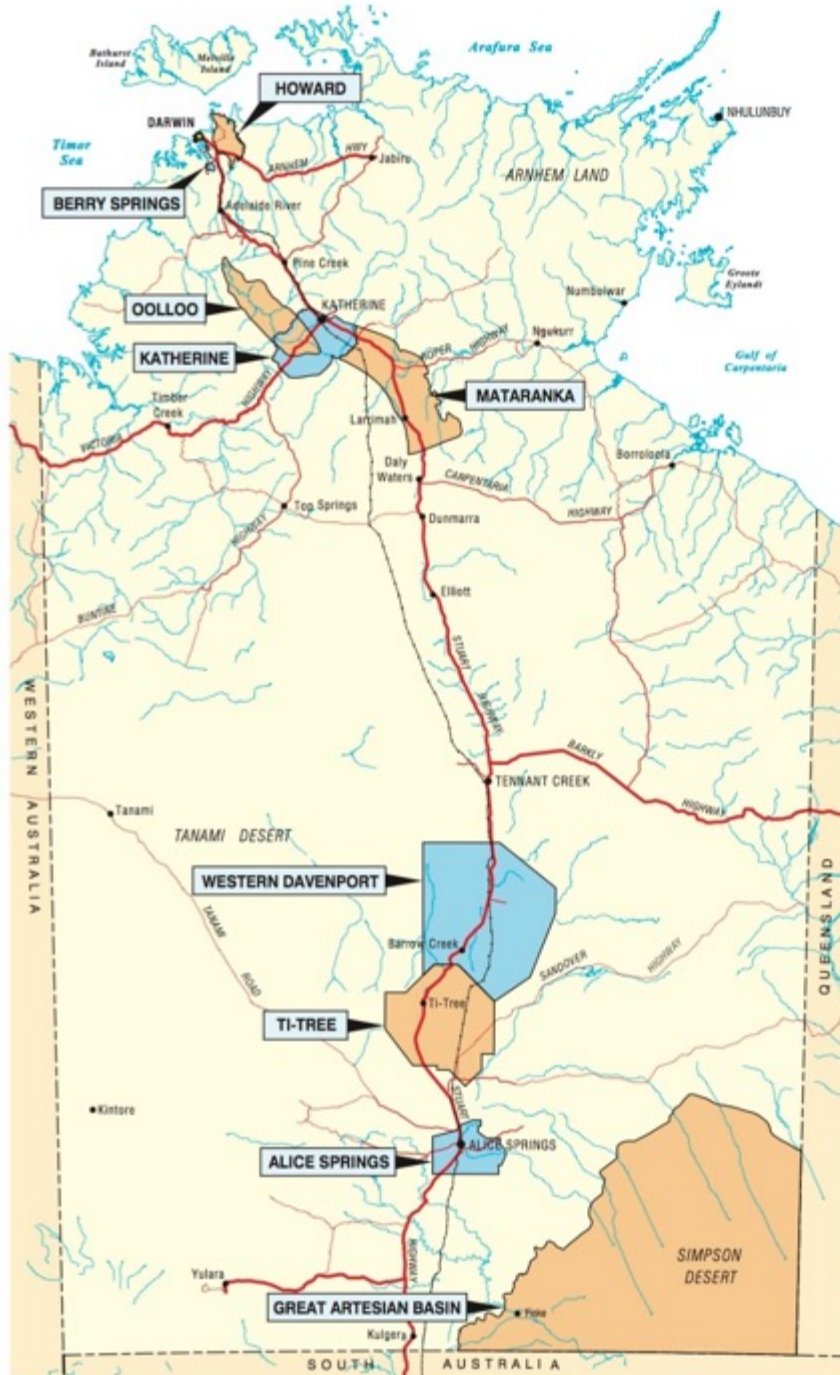 Bathurst
Island
Melville
Island
Arafura Sea
HOWARD
DARWIN
NHULUNBUY
Timor
Sea
ARNHEM
HWY
Jabiru
ARNHEM LAND
BERRY SPRINGS
Adelaide River
Pine Creek
Groote
Eylandt
OOLLOO
KATHERINE
Numbulwar
KATHERINE
ROPER
HIGHWAY
Ngukurr
Gulf of
Carpentaria
HIGHWAY
MATARANKA
Timber
Creek
Larrimah
VICTORIA
Daly
Waters
Borroloola
CARPENTARIA
HIGHWAY
Top Springs
Dunmarra
HIGHWAY
BUNTINE
Elliott
STUART
HIGHWAY
WESTERN AUSTRALIA
BARKLY
HIGHWAY
TENNANT CREEK
Tanami
TANAMI DESERT
QUEENSLAND
WESTERN DAVENPORT
TANAMI
ROAD
Barrow Creek
SANDOVER
HIGHWAY
Ti-Tree
TI-TREE
Kintore
STUART
ALICE SPRINGS
ALICE SPRINGS
SIMPSON
DESERT
HIGHWAY
Yulara
GREAT ARTESIAN BASIN
Finke
Kulgera
SOUTH AUSTRALIA